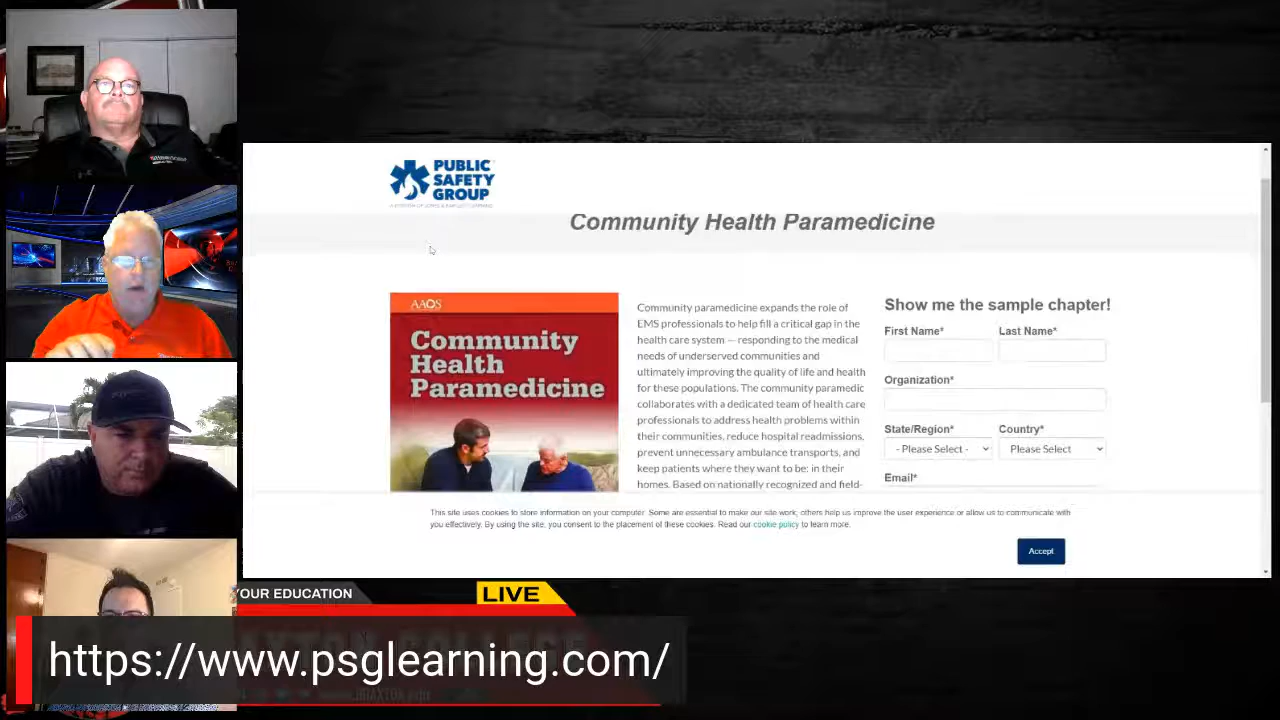 PUBLIC
SAFETY
GROUP
Community Health Paramedicine
AAOS
Community
Health
Paramedicine
Community paramedicine expands the role of
EMS professionals to help fill a critical gap in the
health care system — responding to the medical
needs of underserved communities and
ultimately improving the quality of life and health
for these populations. The community paramedic
collaborates with a dedicated team of health care
professionals to address health problems within
their communities, reduce hospital readmissions,
prevent unnecessary ambulance transports, and
keep patients where they want to be: in their
homes. Based on nationally recognized and field-
Show me the sample chapter!
First Name* Last Name*
Organization*
State/Region* Country*
- Please Select - Please Select
Email*
This site uses cookies to store information on your computer. Some are essential to make our site work; others help us improve the user experience or allow us to communicate with
you effectively. By using the site, you consent to the placement of these cookies. Read our cookie policy to learn more.
Accept
YOUR EDUCATION
LIVE
https://www.psglearning.com/